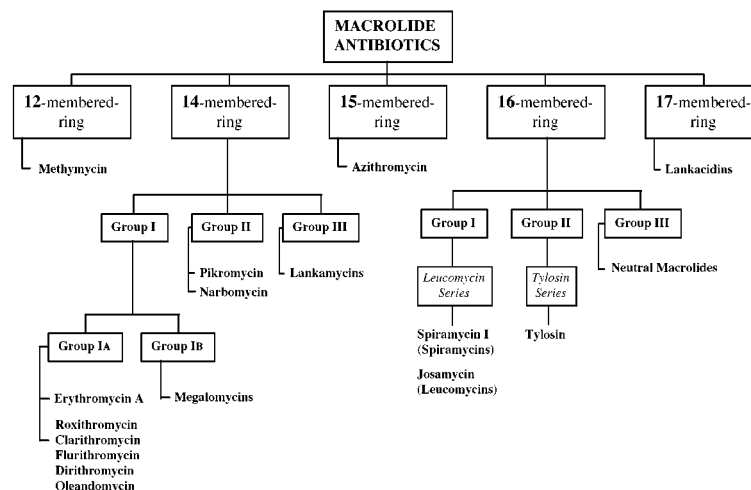 MACROLIDE
ANTIBIOTICS
12-membered-
ring
14-membered-
ring
15-membered-
ring
16-membered-
ring
17-membered-
ring
Methymycin
Azithromycin
Lankacidins
Group I
Group II
Group III
Group I
Group II
Group III
Pikromycin
Narbomycin
Lankamycins
Leucomycin
Series
Tylosin
Series
Neutral Macrolides
Spiramycin I
(Spiramycins)
Josamycin
(Leucomycins)
Tylosin
Group IA
Group IB
Erythromycin A
Megalomycins
Roxithromycin
Clarithromycin
Flurithromycin
Dirithromycin
Oleandomycin